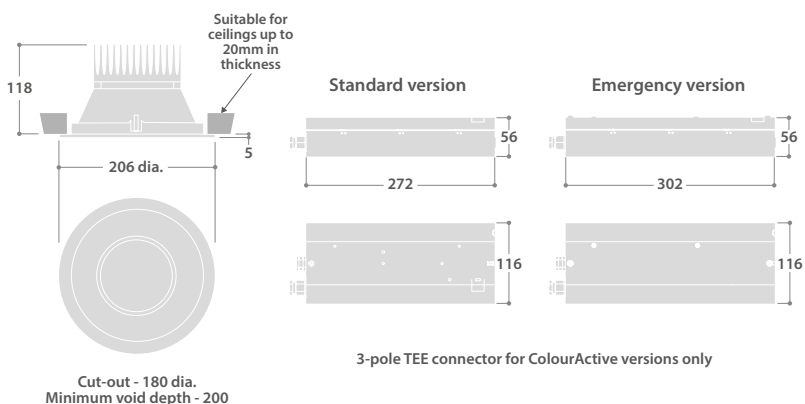 Suitable for
ceilings up to
20mm in
thickness
118
5
206 dia.
Cut-out - 180 dia.
Minimum void depth - 200
Standard version
56
272
116
Emergency version
56
302
116
3-pole TEE connector for ColourActive versions only